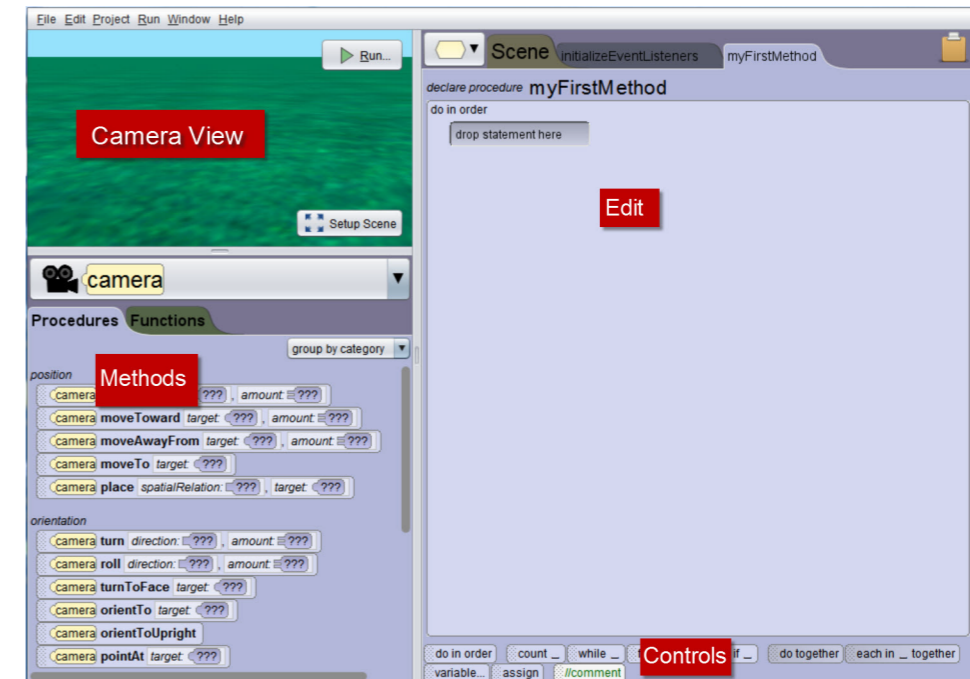 File Edit Project Run Window Help
Run...
Camera View
Setup Scene
camera
Procedures Functions
group by category
position
Methods
camera ??? , amount: ???
camera moveToward target: ??? , amount: ???
camera moveAwayFrom target: ??? , amount: ???
camera moveTo target: ???
camera place spatialRelation: ??? , target: ???
orientation
camera turn direction: ??? , amount: ???
camera roll direction: ??? , amount: ???
camera turnToFace target: ???
camera orientTo target: ???
camera orientToUpright
camera pointAt target: ???
Scene initializeEventListeners myFirstMethod
declare procedure myFirstMethod
do in order
drop statement here
Edit
do in order count _ while _ Controls if _ do together each in _ together
variable... assign //comment